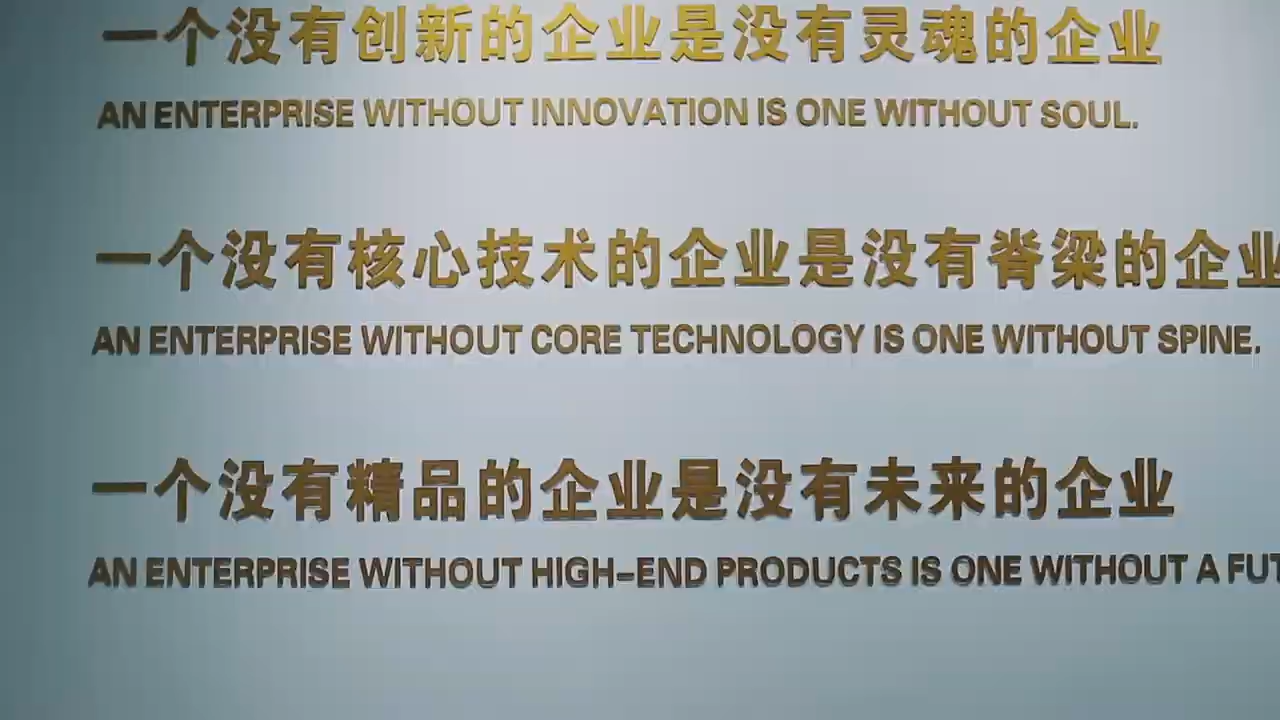 一个没有创新的企业是没有灵魂的企业
AN ENTERPRISE WITHOUT INNOVATION IS ONE WITHOUT SOUL.
一个没有核心技术的企业是没有脊梁的企业
AN ENTERPRISE WITHOUT CORE TECHNOLOGY IS ONE WITHOUT SPINE.
一个没有精品的企业是没有未来的企业
AN ENTERPRISE WITHOUT HIGH-END PRODUCTS IS ONE WITHOUT A